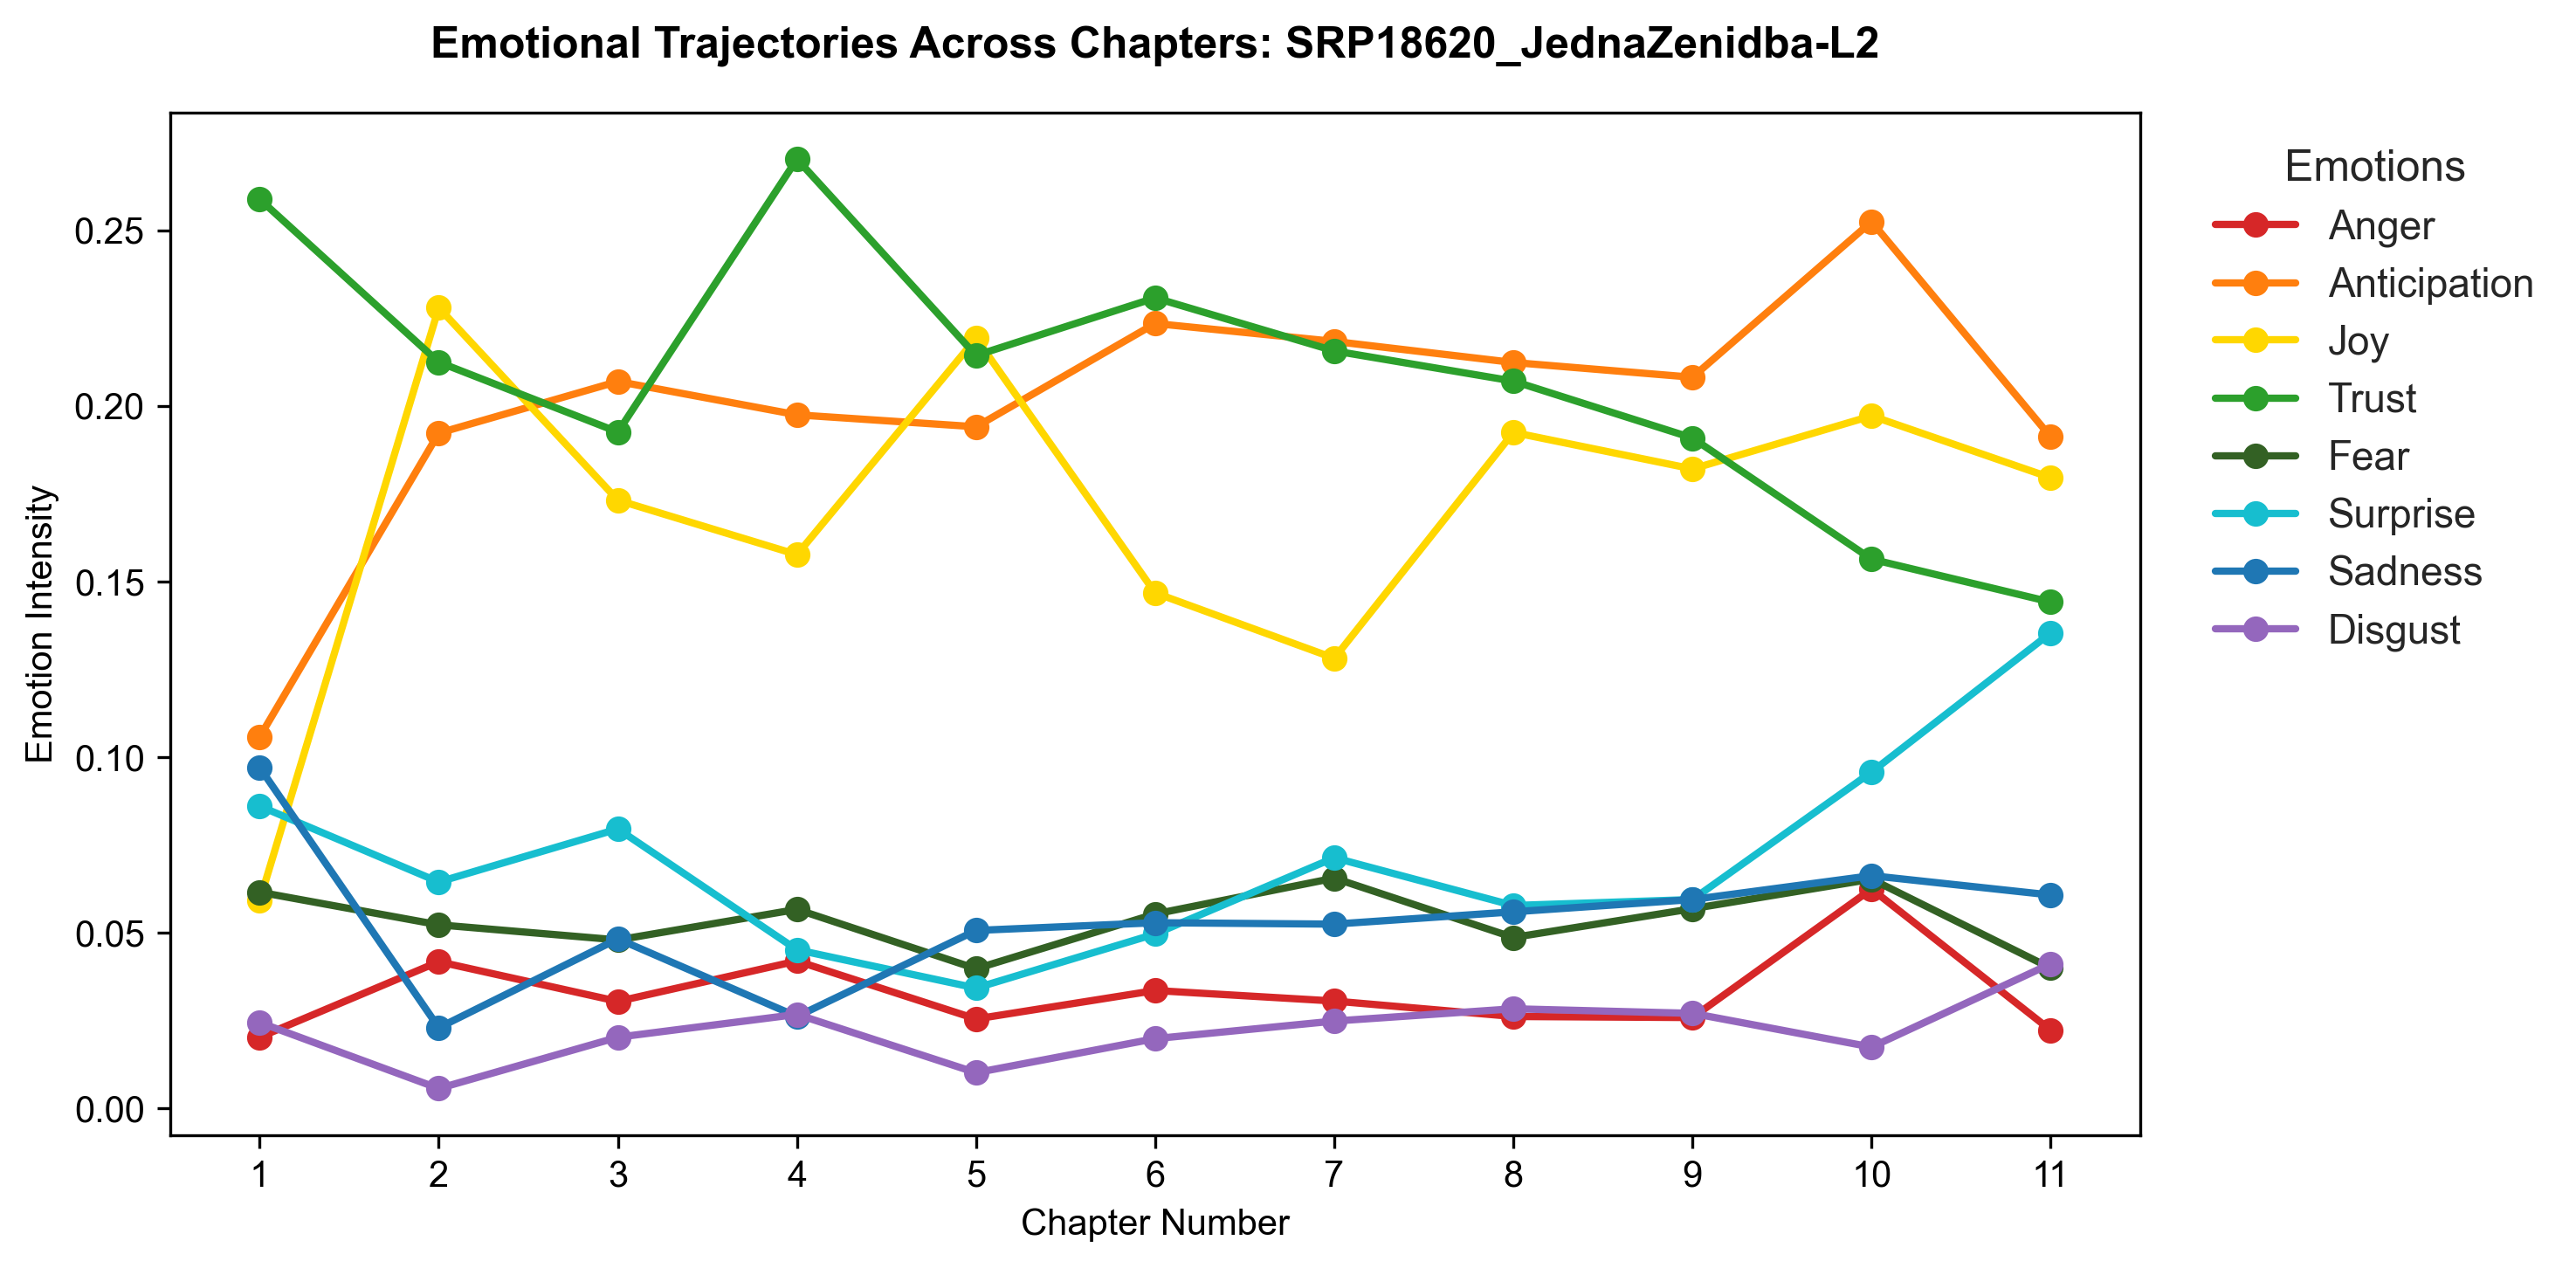 Emotional Trajectories Across Chapters: SRP18620_JednaZenidba-L2
Emotions
Anger
Anticipation
Joy
Trust
Fear
Surprise
Sadness
Disgust
Emotion Intensity
0.25
0.20
0.15
0.10
0.05
0.00
1 2 3 4 5 6 7 8 9 10 11
Chapter Number